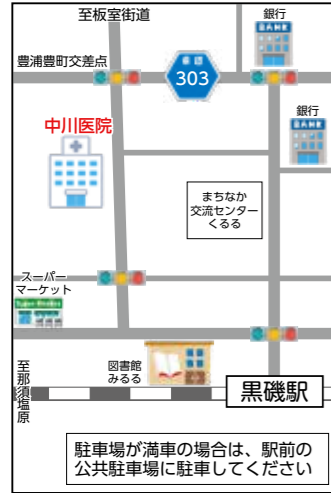 至板室街道
銀行
BANK
豊浦豊町交差点
県道
303
中川医院
銀行
BANK
まちなか
交流センター
くるる
スーパー
マーケット
図書館
みるる
至那須塩原
黒磯駅
駐車場が満車の場合は、駅前の
公共駐車場に駐車してください